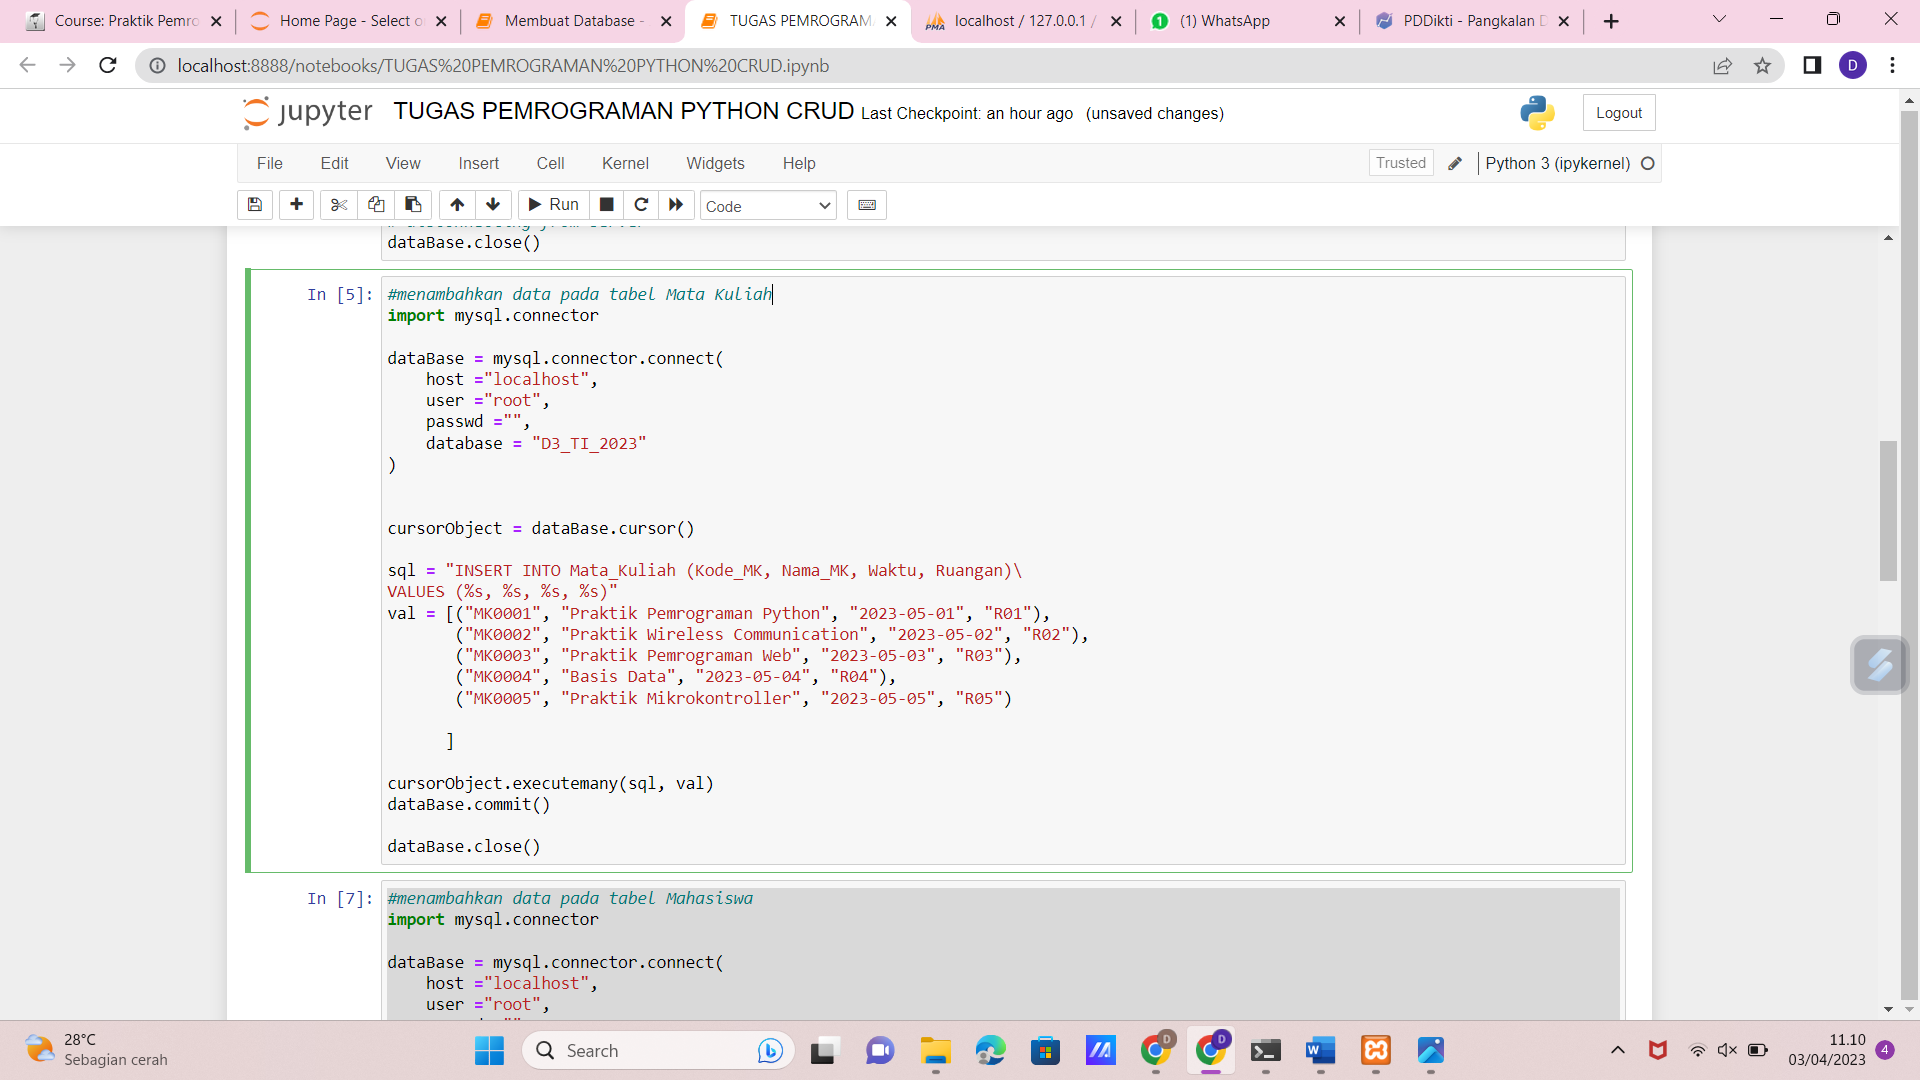 Course: Praktik Pemro
Home Page - Select o
Membuat Database -
TUGAS PEMROGRAM
localhost / 127.0.0.1 /
(1) WhatsApp
PDDikti - Pangkalan D
localhost:8888/notebooks/TUGAS%20PEMROGRAMAN%20PYTHON%20CRUD.ipynb
D
jupyter TUGAS PEMROGRAMAN PYTHON CRUD Last Checkpoint: an hour ago (unsaved changes)
Logout
File Edit View Insert Cell Kernel Widgets Help
Trusted Python 3 (ipykernel)
Run Code
dataBase.close()
In [5]: #menambahkan data pada tabel Mata Kuliah
import mysql.connector
dataBase = mysql.connector.connect(
host ="localhost",
user ="root",
passwd ="",
database = "D3_TI_2023"
)
cursorObject = dataBase.cursor()
sql = "INSERT INTO Mata_Kuliah (Kode_MK, Nama_MK, Waktu, Ruangan)\
VALUES (%s, %s, %s, %s)"
val = [("MK0001", "Praktik Pemrograman Python", "2023-05-01", "R01"),
("MK0002", "Praktik Wireless Communication", "2023-05-02", "R02"),
("MK0003", "Praktik Pemrograman Web", "2023-05-03", "R03"),
("MK0004", "Basis Data", "2023-05-04", "R04"),
("MK0005", "Praktik Mikrokontroller", "2023-05-05", "R05")
]
cursorObject.executemany(sql, val)
dataBase.commit()
dataBase.close()
In [7]: #menambahkan data pada tabel Mahasiswa
import mysql.connector
dataBase = mysql.connector.connect(
host ="localhost",
user ="root",
28°C
Sebagian cerah
Search
11.10
03/04/2023
4